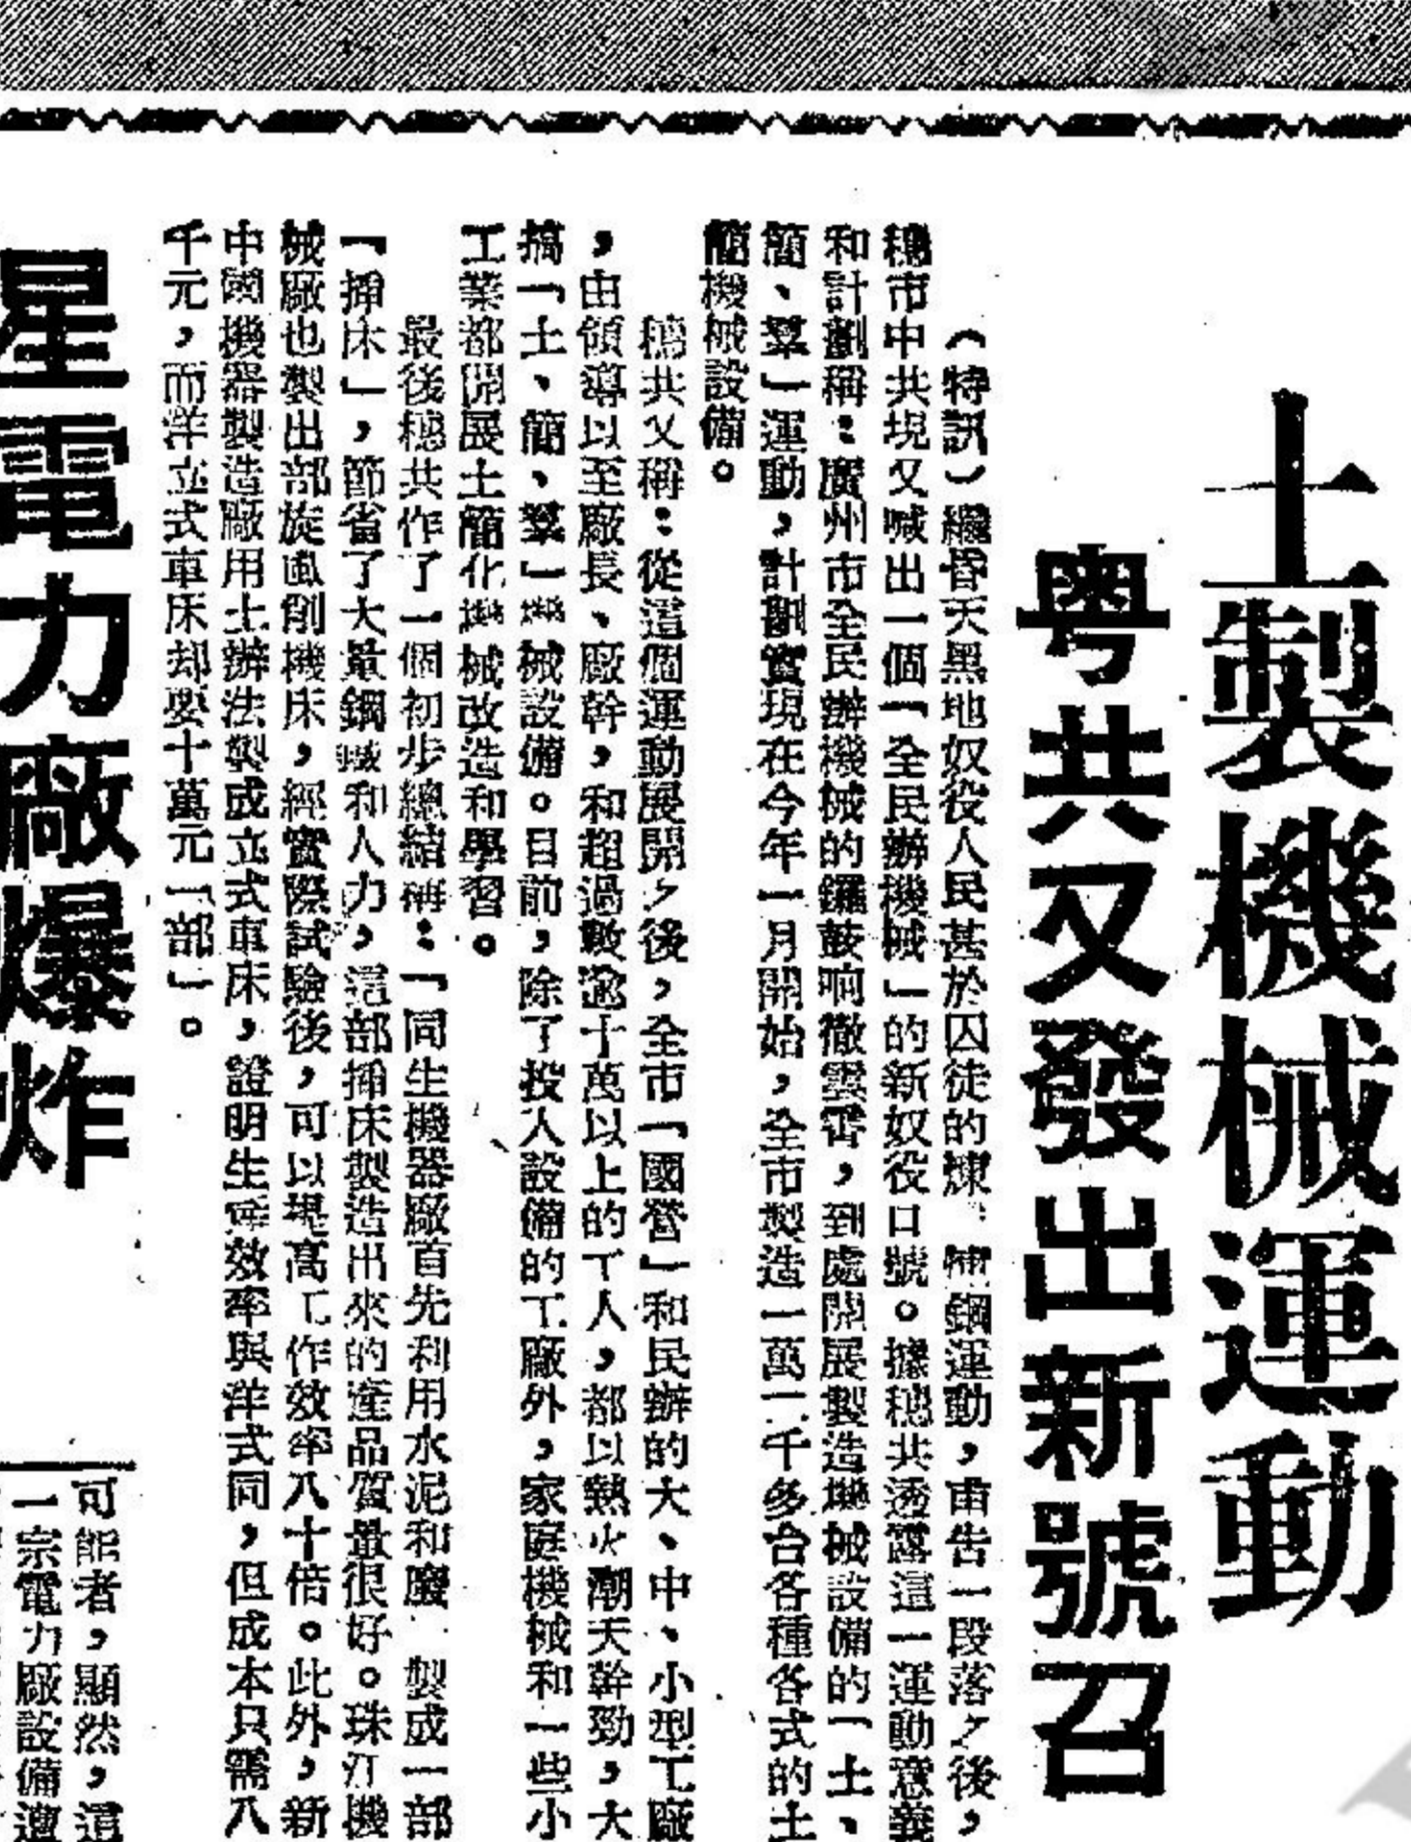 土製機械運動
粵共又發出新號召
（特訊）繼昏天黑地奴役人民甚於囚徒的煉 鋼運動，宣告一段落之後，
穗市中共現又喊出一個「全民辦機械」的新奴役口號。據穗共透露這一運動意義
和計劃稱：廣州市全民辦機械的鑼鼓响徹雲霄，到處開展製造機械設備的「土、
簡、羣」運動，計劃實現在今年一月開始，全市製造一萬二千多台各種各式的土
簡機械設備。
穗共又稱：從這個運動展開之後，全市「國營」和民辦的大、中、小型工廠
，由領導以至廠長、廠幹，和超過數逾十萬以上的工人，都以熱火潮天幹勁，大
搞「土、簡、羣」機械設備。目前，除了投入設備的工廠外，家庭機械和一些小
工業都開展土簡化機械改造和學習。
最後穗共作了一個初步總結稱：「同生機器廠首先利用水泥和 製成一部
「插床」，節省了大量鋼鐵和人力，這部插床製造出來的產品質量很好。珠江機
械廠也製出部旋風削機床，經實際試驗後，可以提高工作效率八十倍。此外，新
中國機器製造廠用土辦法製成立式車床，證明生產效率與洋式同，但成本只需八
千元，而洋立式車床却要十萬元「部」。
星電力廠爆炸
可能者，顯然，這
一宗電力廠設備遭